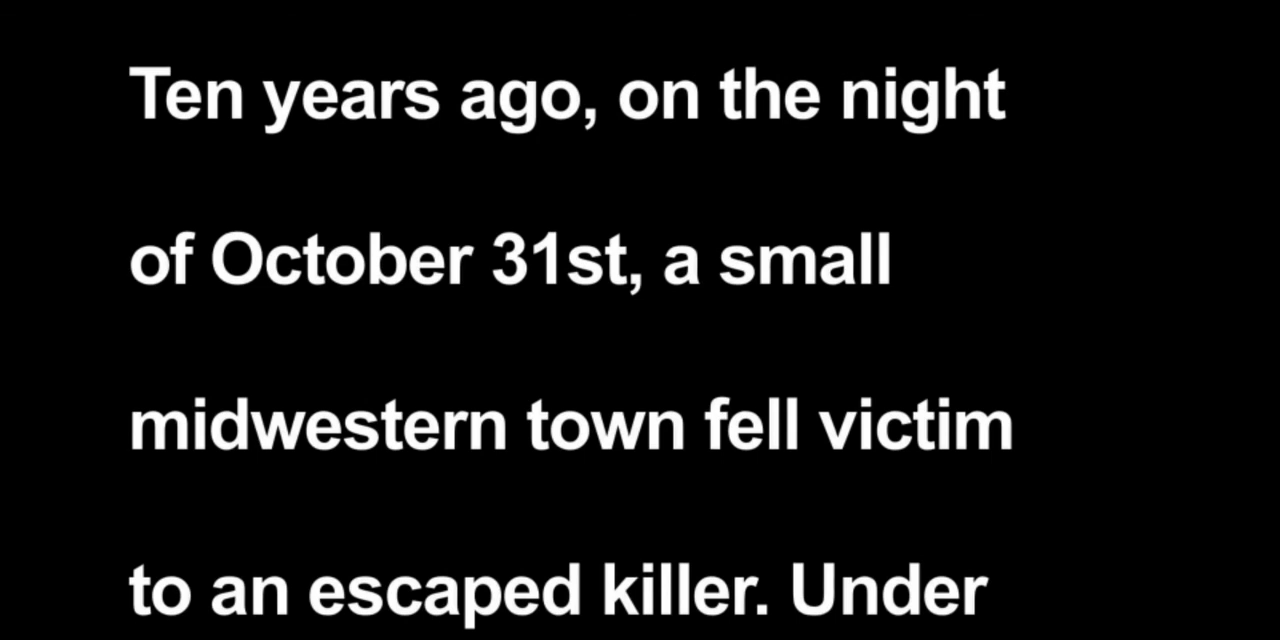 Ten years ago, on the night
of October 31st, a small
midwestern town fell victim
to an escaped killer. Under